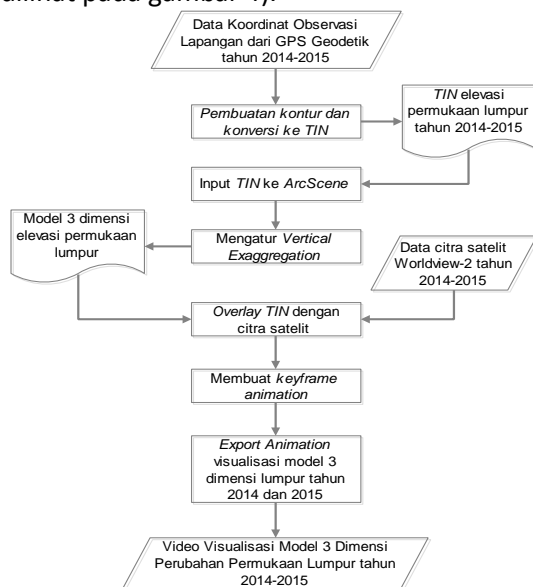 pada gambar 4).
Data Koordinat Observasi
Lapangan dari GPS Geodetik
tahun 2014-2015
Pembuatan kontur dan
konversi ke TIN
TIN elevasi
permukaan lumpur
tahun 2014-2015
Input TIN ke ArcScene
Model 3 dimensi
elevasi permukaan
lumpur
Mengatur Vertical
Exaggregation
Data citra satelit
Worldview-2 tahun
2014-2015
Overlay TIN dengan
citra satelit
Membuat keyframe
animation
Export Animation
visualisasi model 3
dimensi lumpur tahun
2014 dan 2015
Video Visualisasi Model 3 Dimensi
Perubahan Permukaan Lumpur tahun
2014-2015